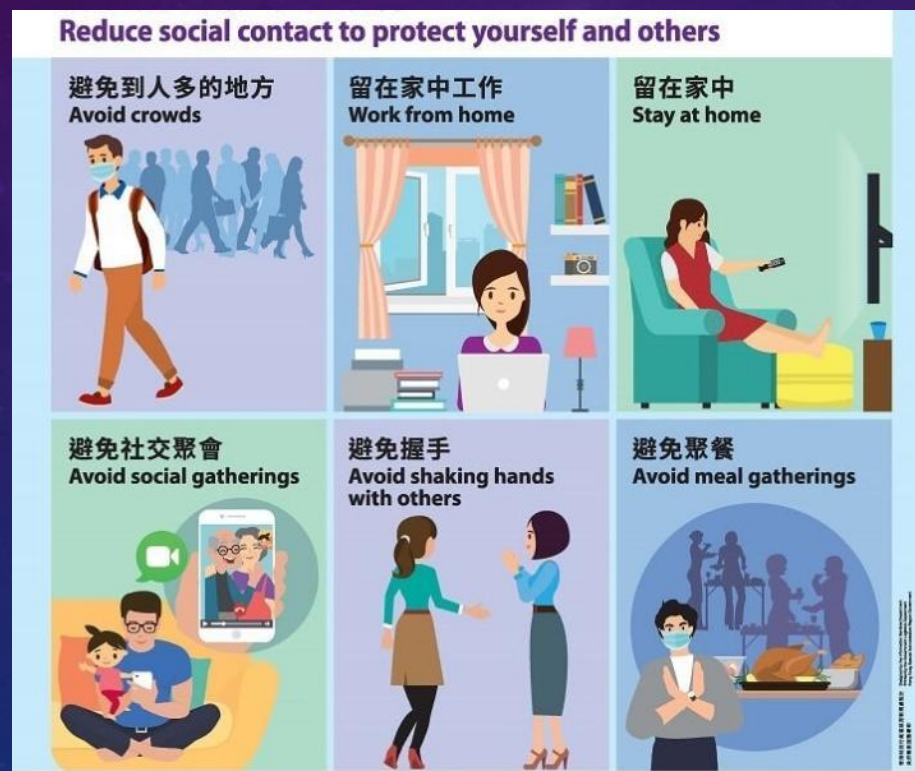 Reduce social contact to protect yourself and others
避免到人多的地方
Avoid crowds
留在家中工作
Work from home
留在家中
Stay at home
避免社交聚會
Avoid social gatherings
避免握手
Avoid shaking hands
with others
避免聚餐
Avoid meal gatherings